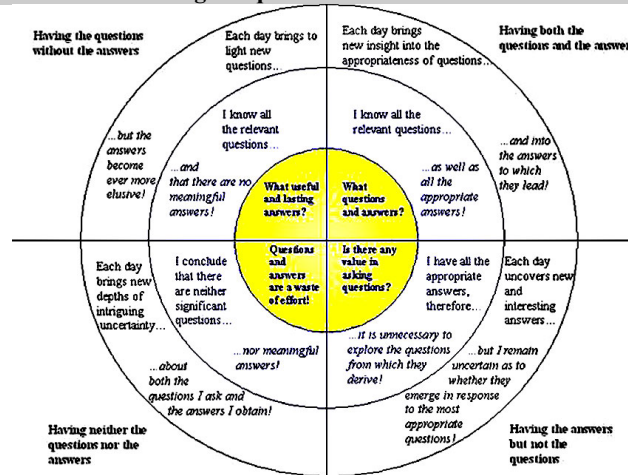 Having the questions
without the answers
Each day brings to
light new
questions...
Each day brings
new insight into the
appropriateness of questions...
Having both the
questions and the answer
...but the
answers
become
ever more
elusive!
I know all
the relevant
questions...
...and
that there are no
meaningful
answers!
I know all the
relevant questions...
...as well as
all the
appropriate
answers!
...and into
the answers
to which
they lead!
What useful
and lasting
answers?
What
questions
and answers?
Questions
and
answers
are a waste
of effort!
Is there any
value in
asking
questions?
Each day
brings new
depths of
intriguing
uncertainty...
I conclude
that there
are neither
significant
questions...
I have all the
appropriate
answers,
therefore...
Each day
uncovers new
and
interesting
answers...
...about
both the
questions I ask and
the answers I obtain!
...nor meaningful
answers!
...it is unnecessary to
explore the questions
from which they
derive!
...but I remain
uncertain as to
whether they
emerge in response
to the most
appropriate
questions!
Having neither the
questions nor the
answers
Having the answers
but not the
questions